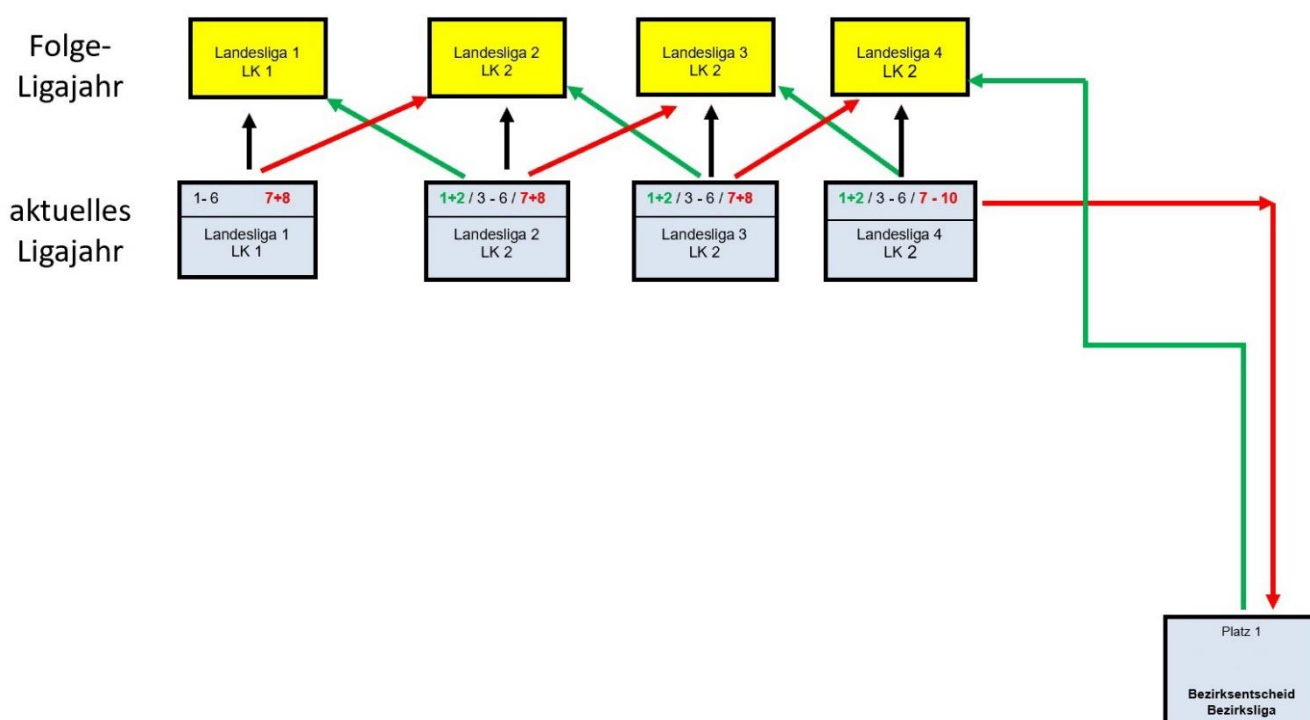 Folge-
Ligajahr
Landesliga 1
LK 1
Landesliga 2
LK 2
Landesliga 3
LK 2
Landesliga 4
LK 2
aktuelles
Ligajahr
1- 6 7+8
Landesliga 1
LK 1
1+2 / 3 - 6 / 7+8
Landesliga 2
LK 2
1+2 / 3 - 6 / 7+8
Landesliga 3
LK 2
1+2 / 3 - 6 / 7 - 10
Landesliga 4
LK 2
Platz 1
Bezirksentscheid
Bezirksliga